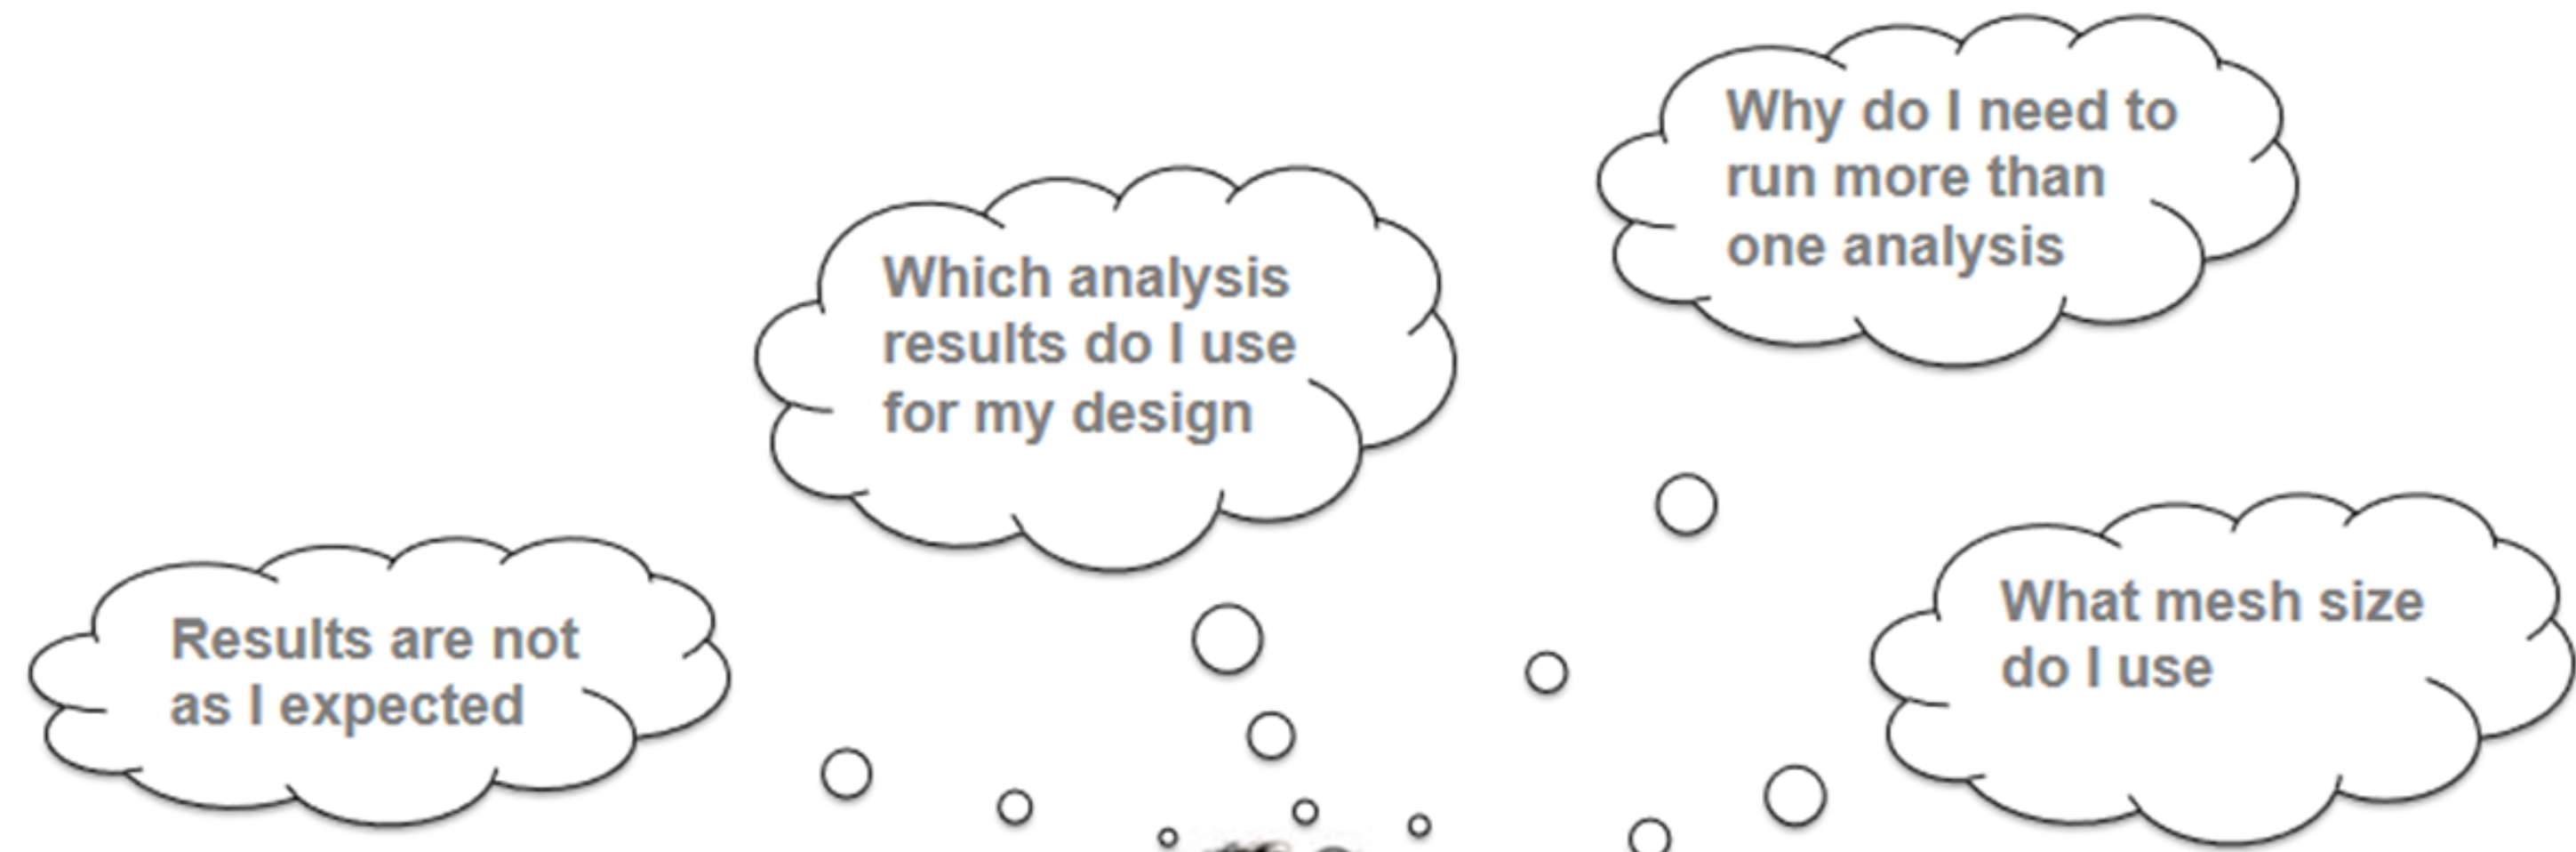 Why do I need to
run more than
one analysis
Which analysis
results do I use
for my design
Results are not
as I expected
What mesh size
do I use